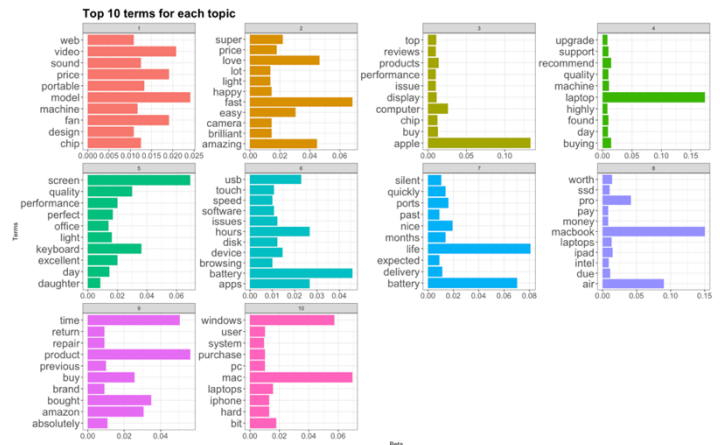 Top 10 terms for each topic
1
web
video
sound
price
portable
model
machine
fan
design
chip
0.000 0.005 0.010 0.015 0.020 0.025
2
super
price
love
lot
light
happy
fast
easy
camera
brilliant
amazing
0.00 0.02 0.04 0.06
3
top
reviews
products
performance
issue
display
computer
chip
buy
apple
0.00 0.05 0.10
4
upgrade
support
recommend
quality
machine
laptop
highly
found
day
buying
0.00 0.05 0.10 0.15
5
screen
quality
performance
perfect
office
light
keyboard
excellent
day
daughter
0.00 0.02 0.04 0.06
6
usb
touch
speed
software
issues
hours
disk
device
browsing
battery
apps
0.00 0.01 0.02 0.03 0.04
7
silent
quickly
ports
past
nice
months
life
expected
delivery
battery
0.00 0.02 0.04 0.06 0.08
8
worth
ssd
pro
pay
money
macbook
laptops
ipad
intel
due
air
0.00 0.05 0.10 0.15
9
time
return
repair
product
previous
buy
brand
bought
amazon
absolutely
0.00 0.02 0.04
10
windows
user
system
purchase
pc
mac
laptops
iphone
hard
bit
0.00 0.02 0.04 0.06
Terms